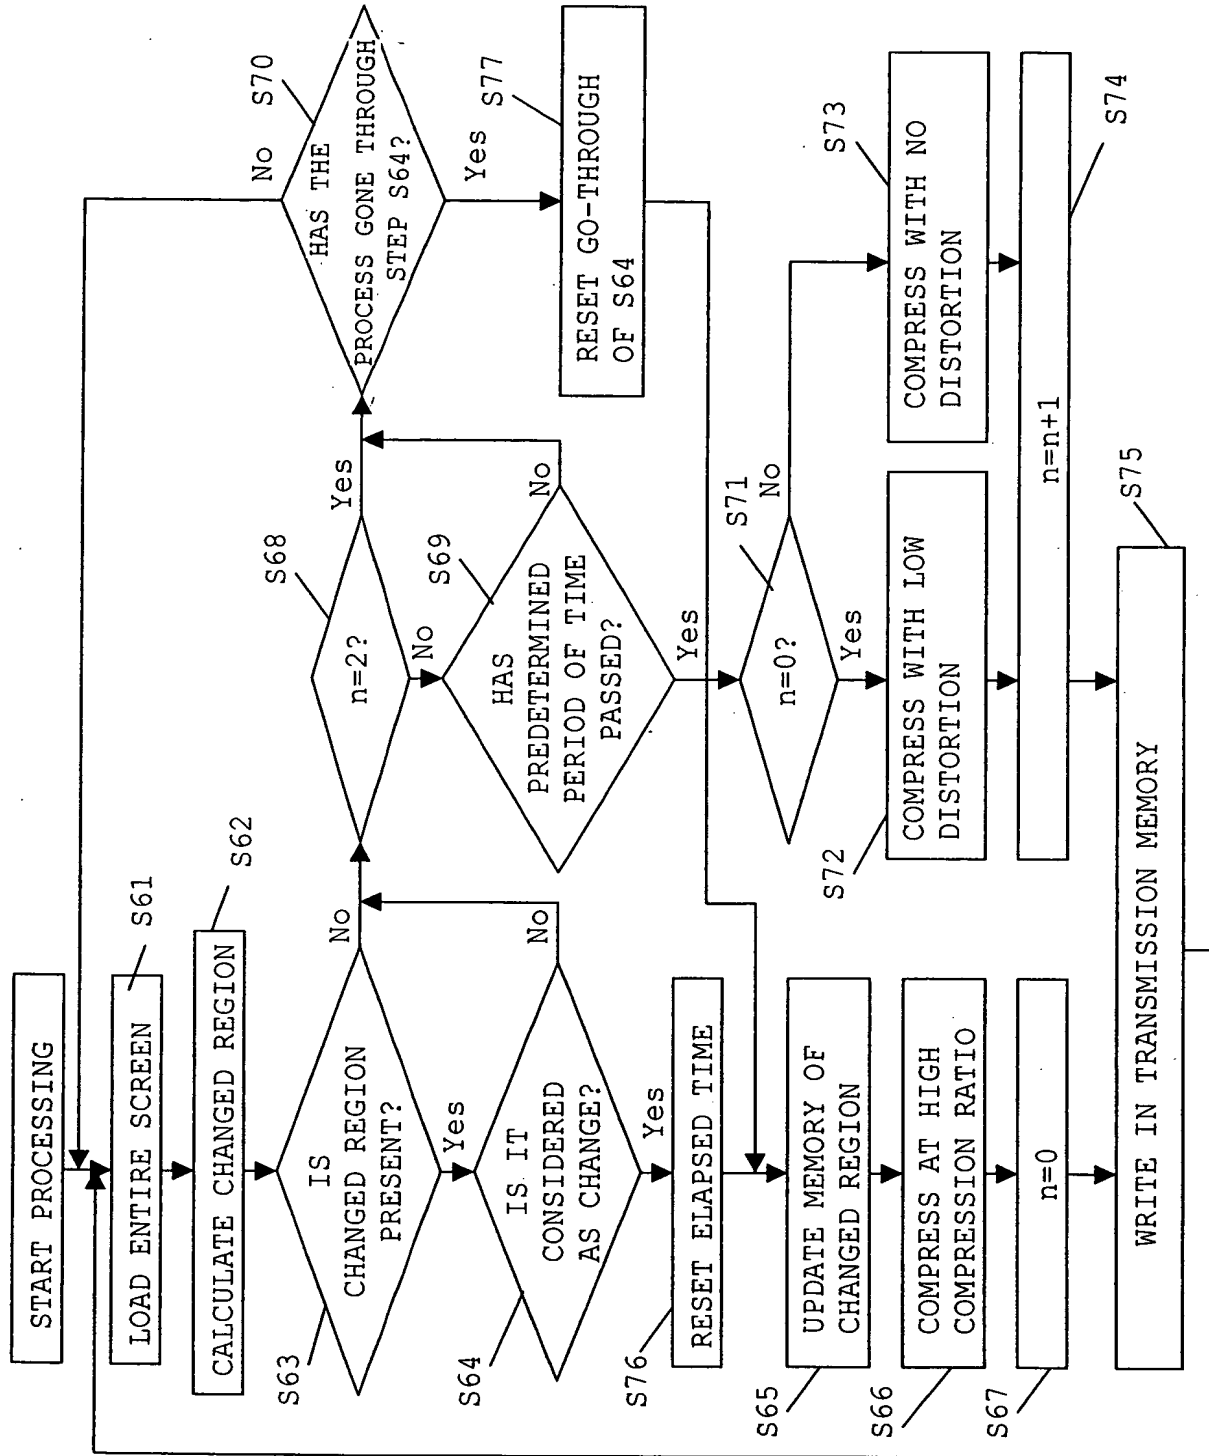 START PROCESSING
LOAD ENTIRE SCREEN
S61
CALCULATE CHANGED REGION
S62
IS
CHANGED REGION
PRESENT?
S63
No
Yes
IS IT
CONSIDERED
AS CHANGE?
S64
No
Yes
RESET ELAPSED TIME
S76
UPDATE MEMORY OF
CHANGED REGION
S65
COMPRESS AT HIGH
COMPRESSION RATIO
S66
n=0
S67
n=2?
S68
Yes
No
HAS
PREDETERMINED
PERIOD OF TIME
PASSED?
S69
No
Yes
HAS THE
PROCESS GONE THROUGH
STEP S64?
S70
No
Yes
RESET GO-THROUGH
OF S64
S77
n=0?
S71
No
Yes
COMPRESS WITH LOW
DISTORTION
S72
COMPRESS WITH NO
DISTORTION
S73
n=n+1
S74
WRITE IN TRANSMISSION MEMORY
S75